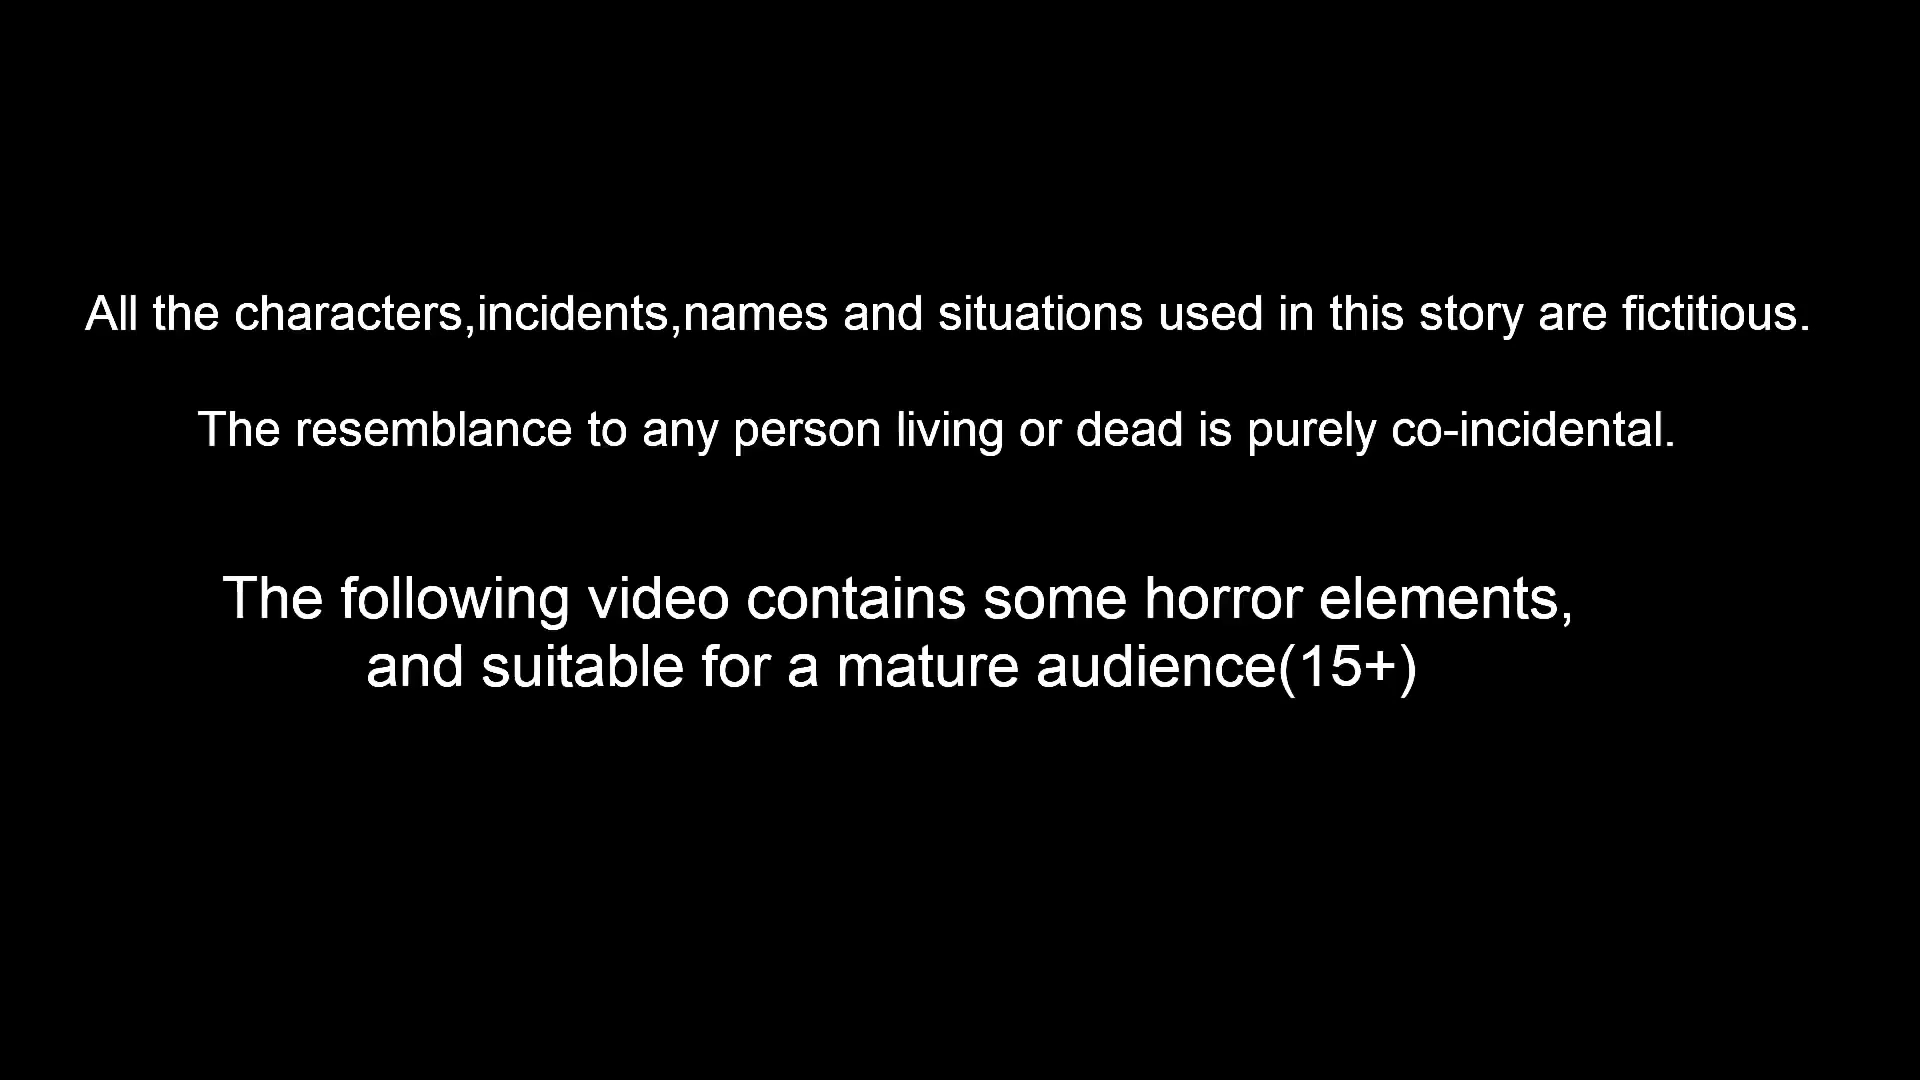 All the characters,incidents,names and situations used in this story are fictitious.
The resemblance to any person living or dead is purely co-incidental.
The following video contains some horror elements,
and suitable for a mature audience(15+)